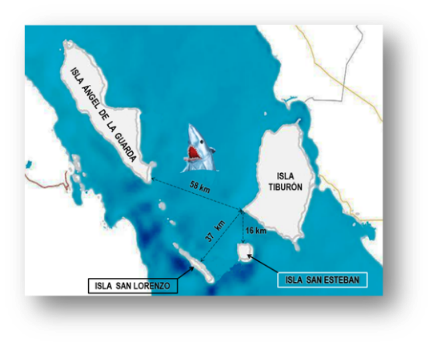 ISLA ÁNGEL DE LA GUARDA
ISLA
TIBURÓN
58 km
37 km
16 km
ISLA SAN LORENZO
ISLA SAN ESTEBAN